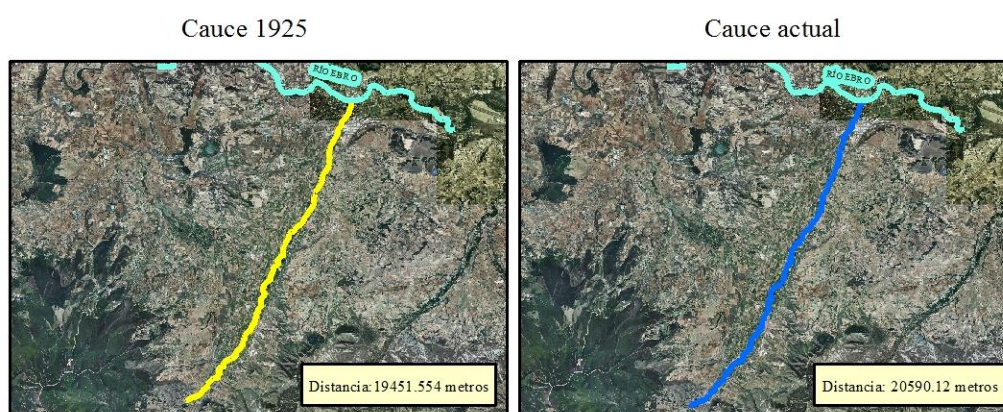 Cauce 1925
Cauce actual
RÍO EBRO
RÍO EBRO
Distancia: 19451.554 metros
Distancia: 20590.12 metros